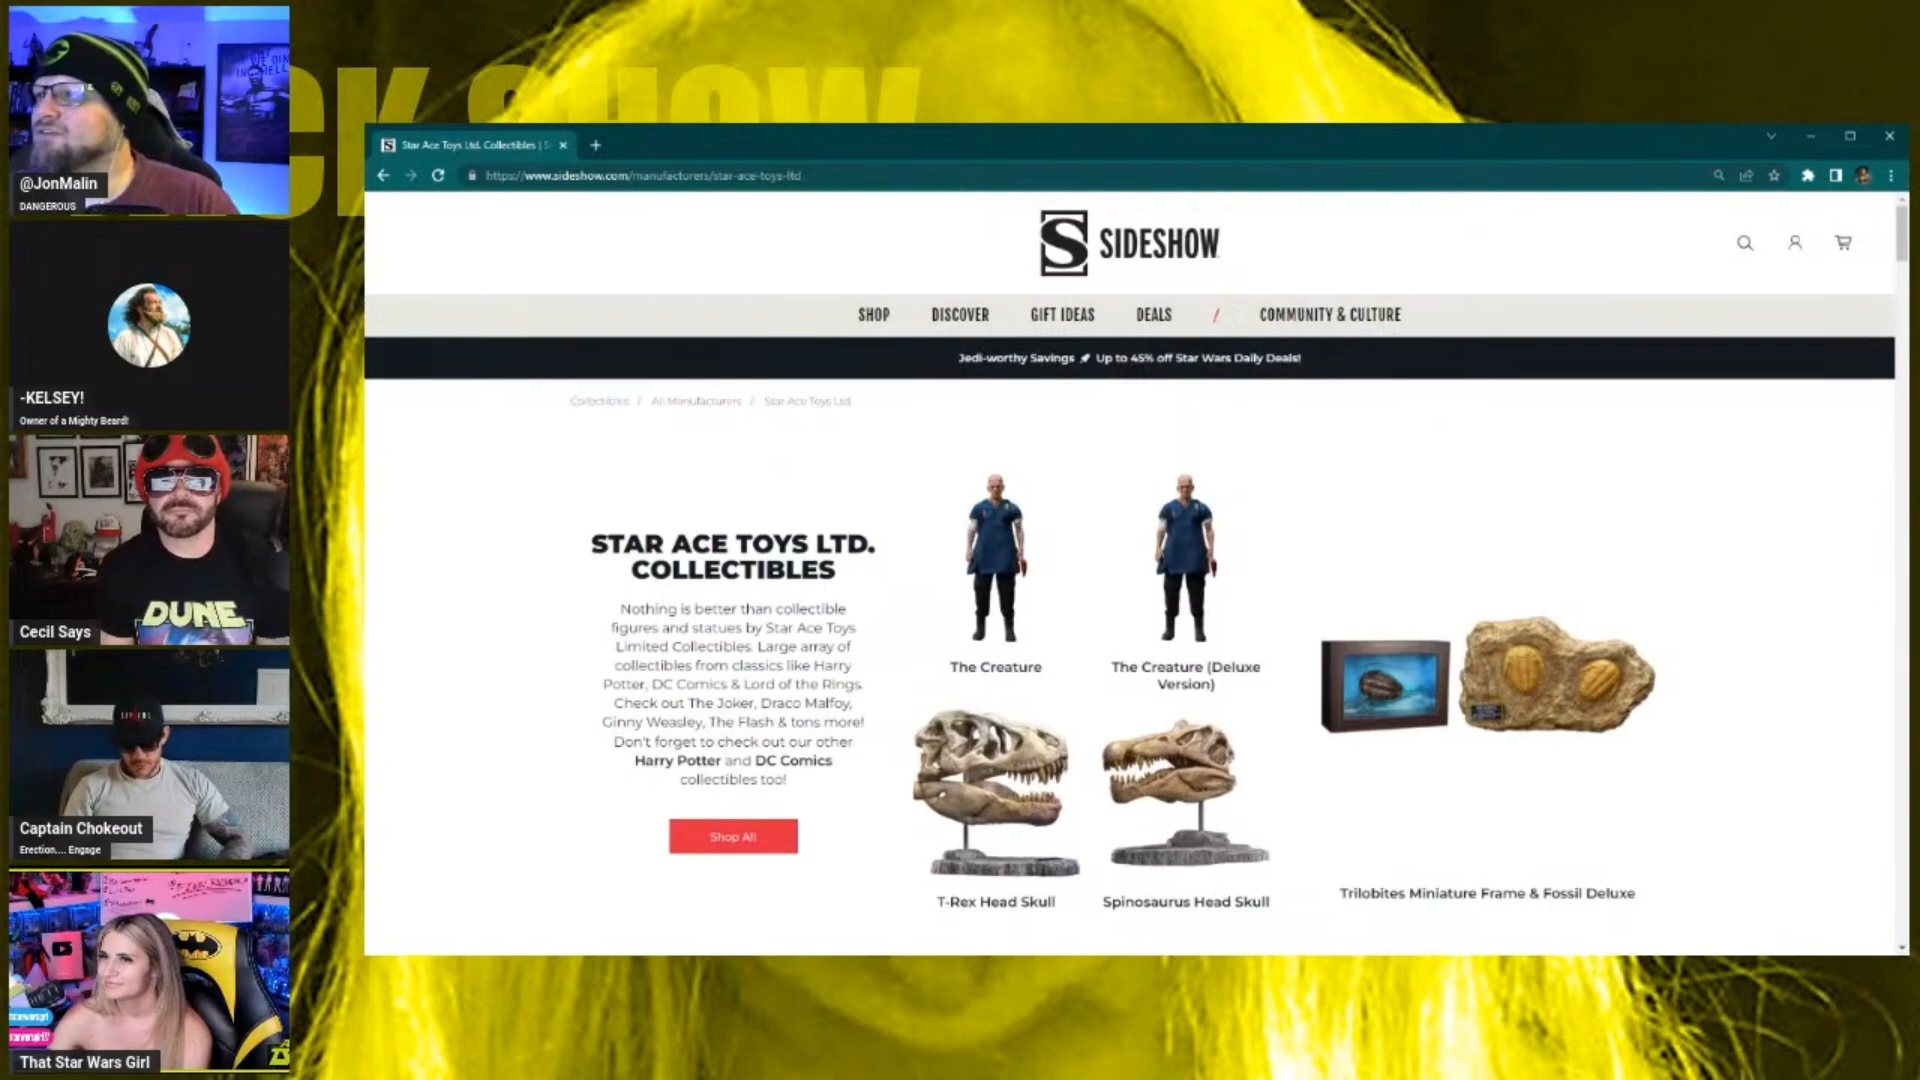 CK SHOW
@JonMalin
DANGEROUS
-KELSEY!
Owner of a Mighty Beard!
DUNE
Cecil Says
Captain Chokeout
Erection.... Engage
That Star Wars Girl
Star Ace Toys Ltd. Collectibles |
https://www.sideshow.com/manufacturers/star-ace-toys-ltd
S SIDESHOW
SHOP DISCOVER GIFT IDEAS DEALS / COMMUNITY & CULTURE
Jedi-worthy Savings Up to 45% off Star Wars Daily Deals!
Collectibles / All Manufacturers / Star Ace Toys Ltd.
STAR ACE TOYS LTD.
COLLECTIBLES
Nothing is better than collectible
figures and statues by Star Ace Toys
Limited Collectibles. Large array of
collectibles from classics like Harry
Potter, DC Comics & Lord of the Rings.
Check out The Joker, Draco Malfoy,
Ginny Weasley, The Flash & tons more!
Don't forget to check out our other
Harry Potter and DC Comics
collectibles too!
Shop All
The Creature
The Creature (Deluxe
Version)
T-Rex Head Skull
Spinosaurus Head Skull
Trilobites Miniature Frame & Fossil Deluxe